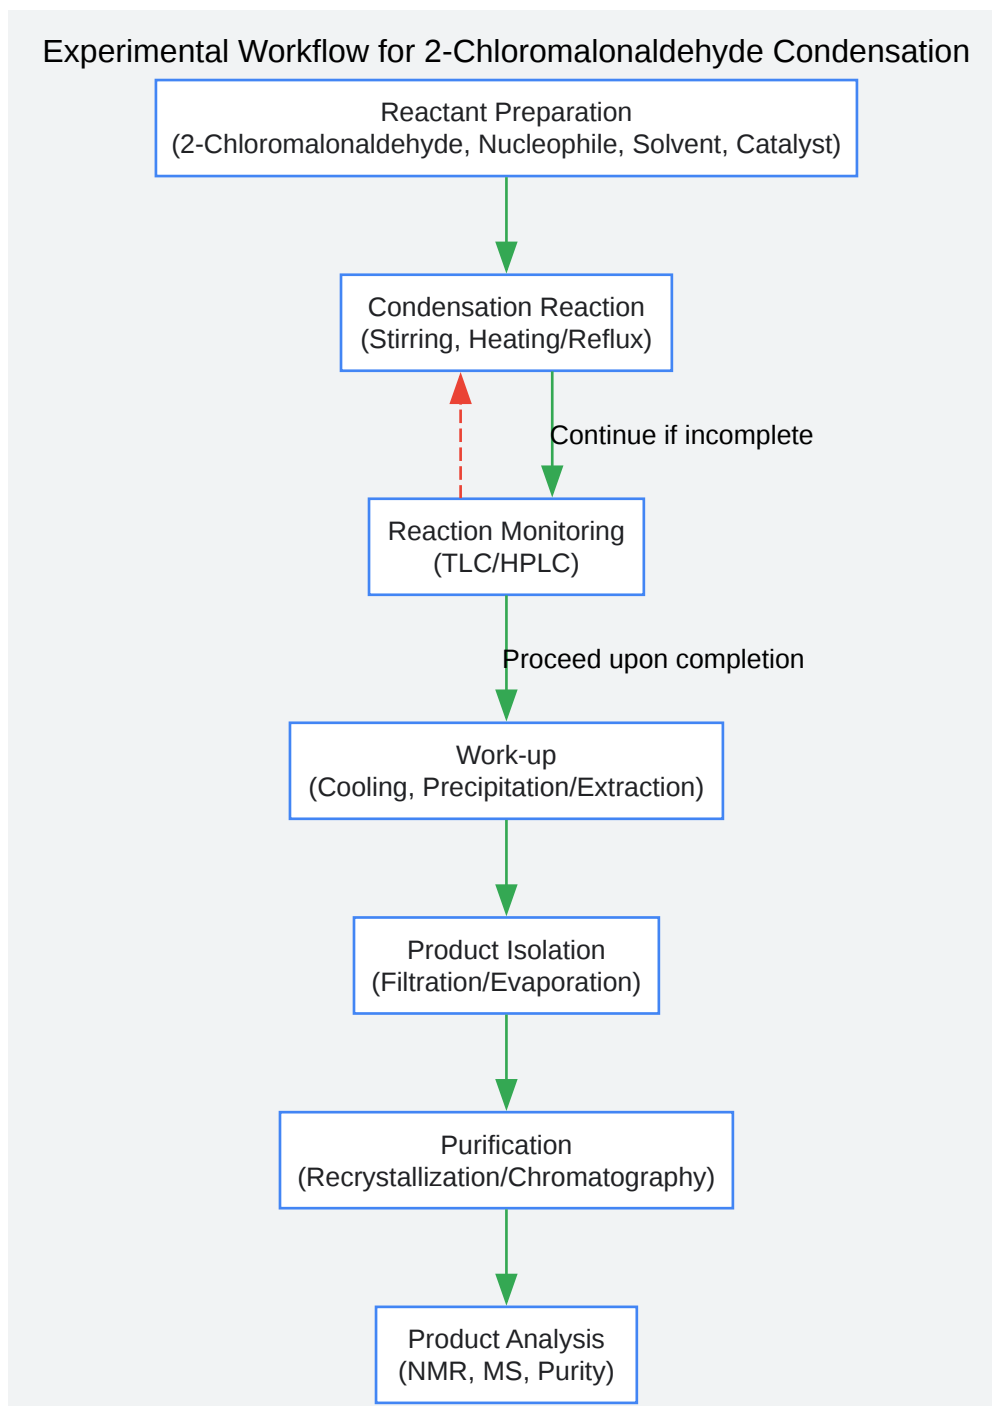 Experimental Workflow for 2-Chloromalonaldehyde Condensation
Reactant Preparation
(2-Chloromalonaldehyde, Nucleophile, Solvent, Catalyst)
Condensation Reaction
(Stirring, Heating/Reflux)
Continue if incomplete
Reaction Monitoring
(TLC/HPLC)
Proceed upon completion
Work-up
(Cooling, Precipitation/Extraction)
Product Isolation
(Filtration/Evaporation)
Purification
(Recrystallization/Chromatography)
Product Analysis
(NMR, MS, Purity)